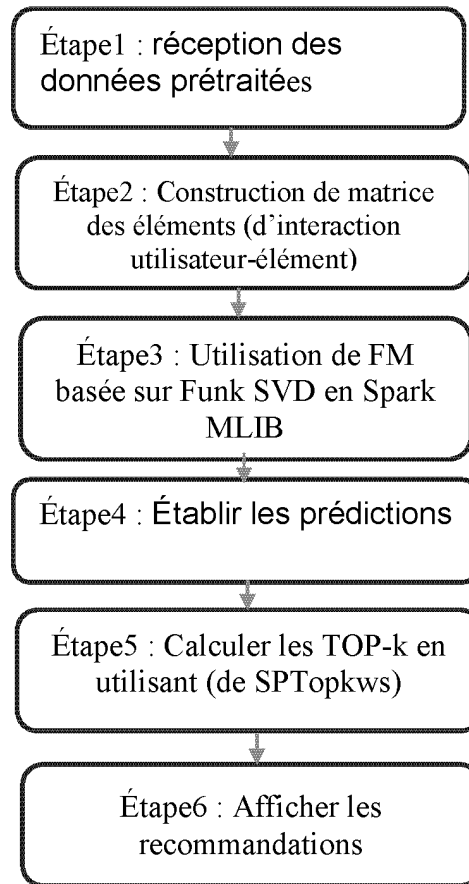 Étape1 : réception des
données prétraitées
Étape2 : Construction de matrice
des éléments (d’interaction
utilisateur-élément)
Étape3 : Utilisation de FM
basée sur Funk SVD en Spark
MLIB
Étape4 : Établir les prédictions
Étape5 : Calculer les TOP-k en
utilisant (de SPTopkws)
Étape6 : Afficher les
recommandations